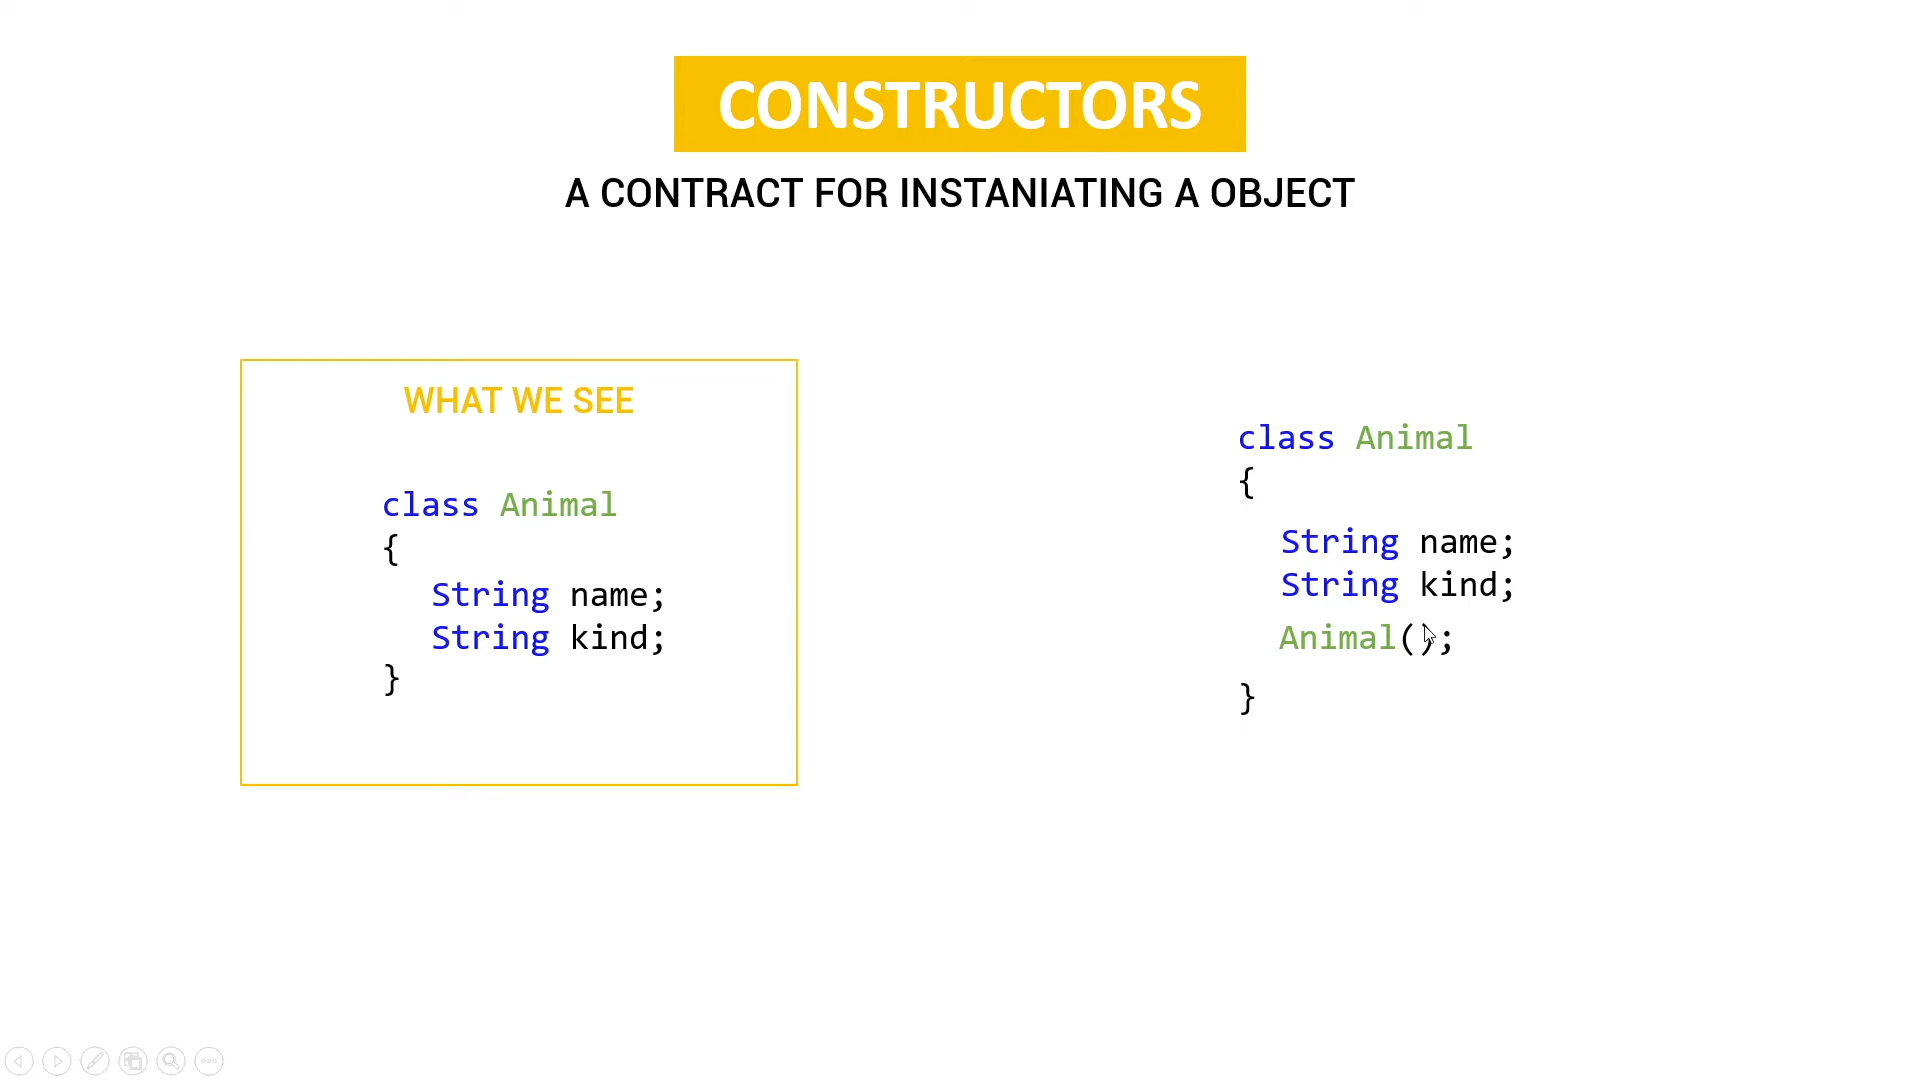 CONSTRUCTORS
A CONTRACT FOR INSTANIATING A OBJECT
WHAT WE SEE
class Animal
{
String name;
String kind;
}
class Animal
{
String name;
String kind;
Animal();
}